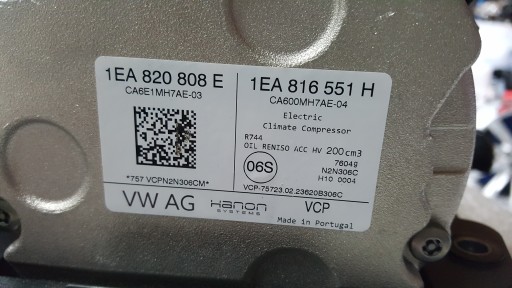 1EA 820 808 E
CA6E1MH7AE-03
*757 VCPN2N306CM*
VW AG
Hanon
SYSTEMS
1EA 816 551 H
CA600MH7AE-04
Electric
Climate Compressor
R744
OIL RENISO ACC HV 200cm3
06S
76049
N2N306C
H10 0004
VCP-75723.02.23620B306C
VCP
Made in Portugal